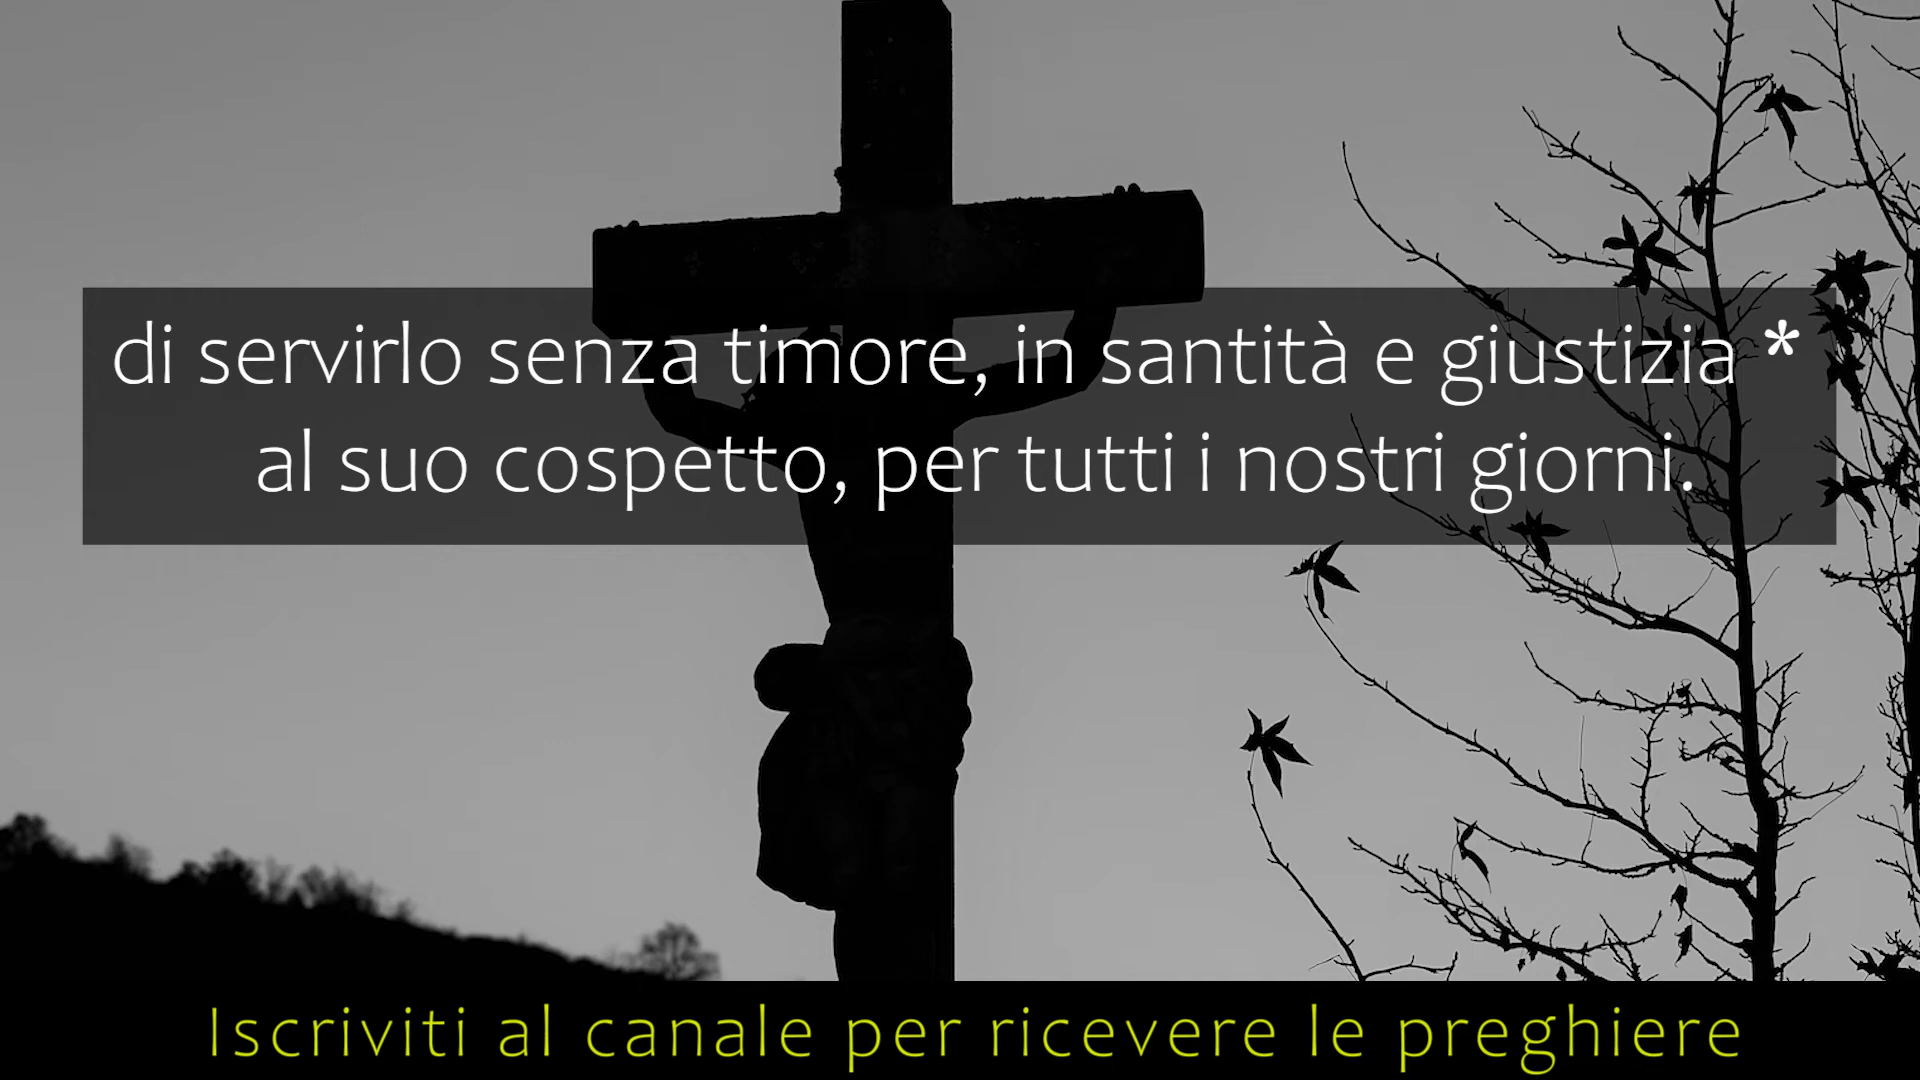 di servirlo senza timore, in santità e giustizia *
al suo cospetto, per tutti i nostri giorni.
Iscriviti al canale per ricevere le preghiere